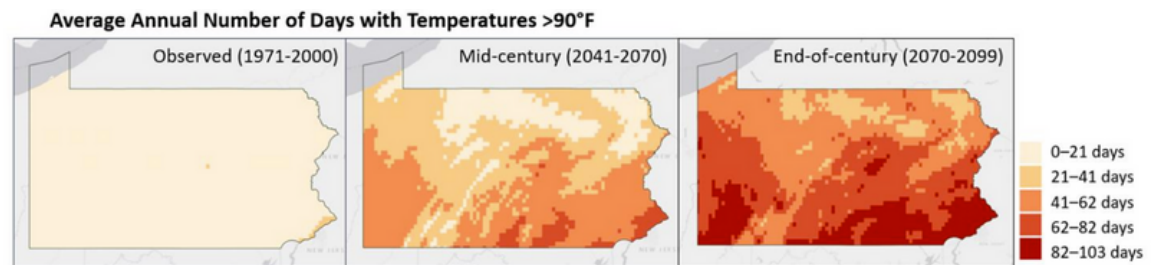 Average Annual Number of Days with Temperatures >90°F
Observed (1971-2000)
Mid-century (2041-2070)
End-of-century (2070-2099)
0–21 days
21–41 days
41–62 days
62–82 days
82–103 days